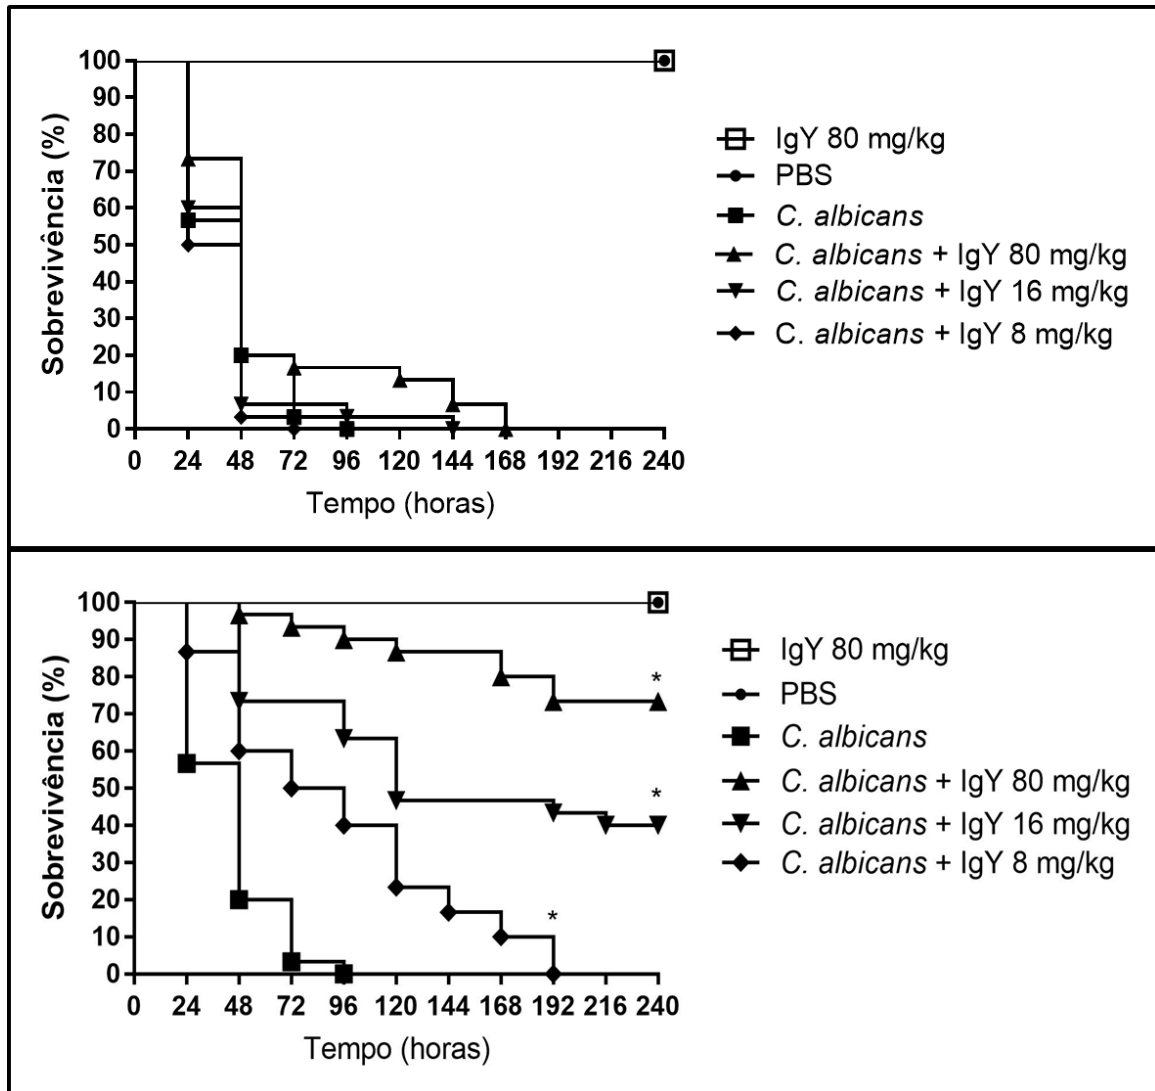 Sobrevivência (%)
100
90
80
70
60
50
40
30
20
10
0
0 24 48 72 96 120 144 168 192 216 240
Tempo (horas)
IgY 80 mg/kg
PBS
C. albicans
C. albicans + IgY 80 mg/kg
C. albicans + IgY 16 mg/kg
C. albicans + IgY 8 mg/kg
Sobrevivência (%)
100
90
80
70
60
50
40
30
20
10
0
0 24 48 72 96 120 144 168 192 216 240
Tempo (horas)
*
*
*
IgY 80 mg/kg
PBS
C. albicans
C. albicans + IgY 80 mg/kg
C. albicans + IgY 16 mg/kg
C. albicans + IgY 8 mg/kg